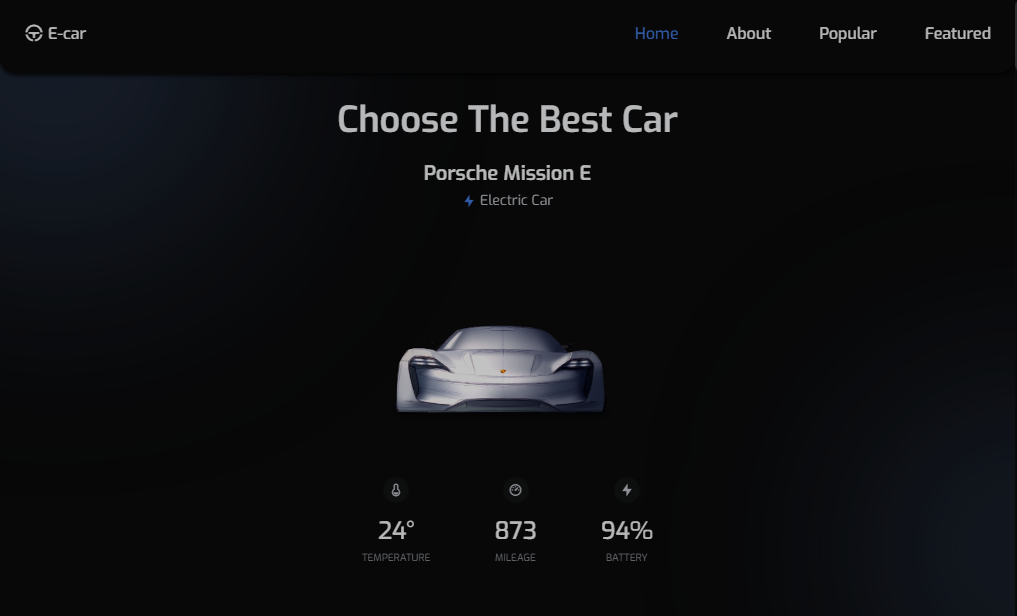 E-car Home About Popular Featured
Choose The Best Car
Porsche Mission E
Electric Car
24° 873 94%
TEMPERATURE MILEAGE BATTERY